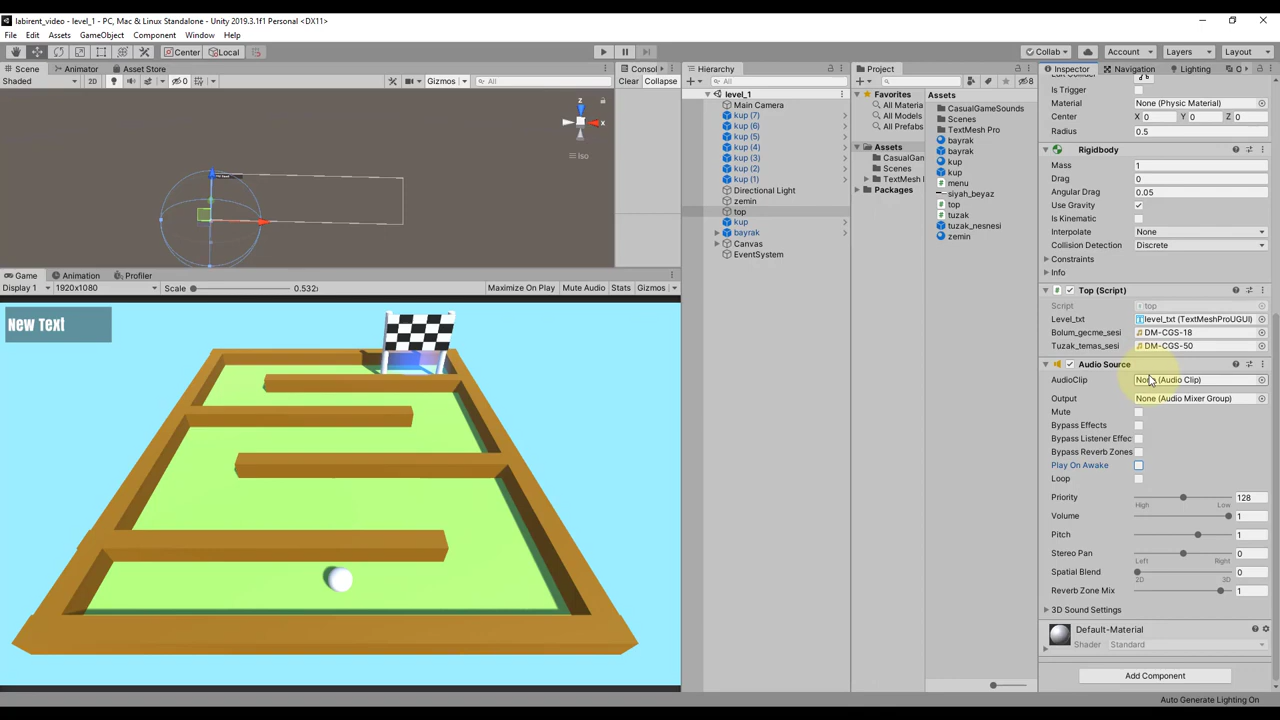 labirent_video - level_1 - PC, Mac & Linux Standalone - Unity 2019.3.1f1 Personal <DX11>
File Edit Assets GameObject Component Window Help
Center Local Collab Account Layers Layout
Scene Animator Asset Store
Shaded 2D 0 Gizmos All
Iso
Game Animation Profiler
Display 1 1920x1080 Scale 0.532 Maximize On Play Mute Audio Stats Gizmos
New Text
Consol
Clear Collapse
Hierarchy
All
level_1
Main Camera
kup (7)
kup (6)
kup (5)
kup (4)
kup (3)
kup (2)
kup (1)
Directional Light
zemin
top
kup
bayrak
Canvas
EventSystem
Project
8
Favorites
All Materia
All Models
All Prefabs
Assets
CasualGan
Scenes
TextMesh
Packages
Assets
CasualGameSounds
Scenes
TextMesh Pro
bayrak
bayrak
kup
kup
menu
siyah_beyaz
top
tuzak
tuzak_nesnesi
zemin
Inspector Navigation Lighting O
Is Trigger
Material None (Physic Material)
Center X 0 Y 0 Z 0
Radius 0.5
Rigidbody
Mass 1
Drag 0
Angular Drag 0.05
Use Gravity
Is Kinematic
Interpolate None
Collision Detection Discrete
Constraints
Info
Top (Script)
Script top
Level_txt level_txt (TextMeshProUGUI)
Bolum_gecme_sesi DM-CGS-18
Tuzak_temas_sesi DM-CGS-50
Audio Source
AudioClip None (Audio Clip)
Output None (Audio Mixer Group)
Mute
Bypass Effects
Bypass Listener Effec
Bypass Reverb Zones
Play On Awake
Loop
Priority 128
High Low
Volume 1
Pitch 1
Stereo Pan 0
Left Right
Spatial Blend 0
2D 3D
Reverb Zone Mix 1
3D Sound Settings
Default-Material
Shader Standard
Add Component
Auto Generate Lighting On